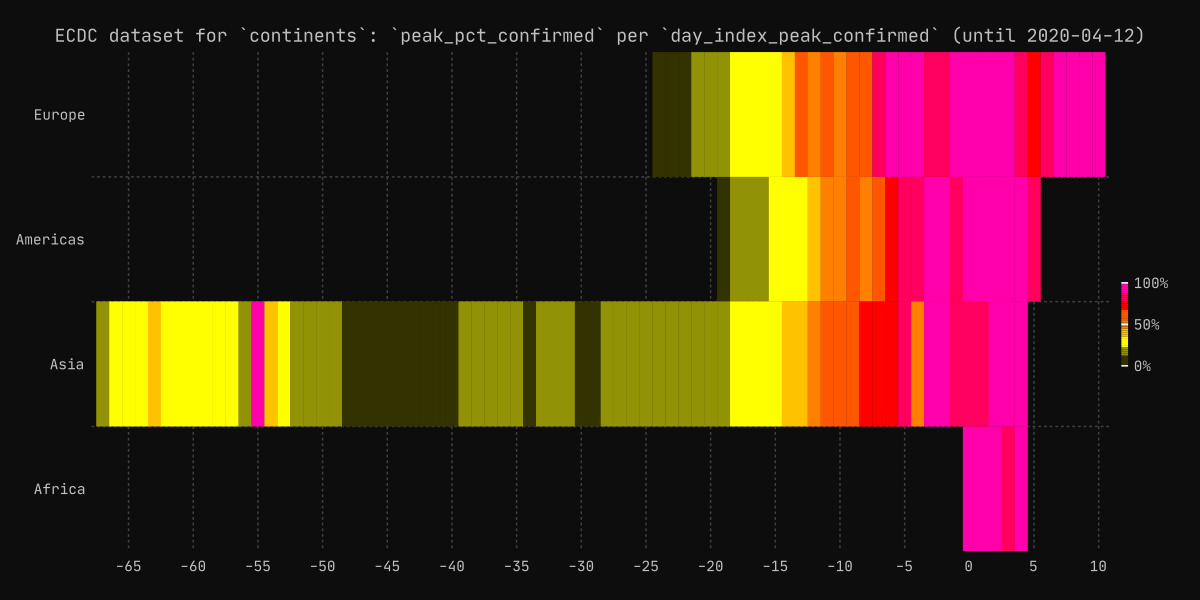 ECDC dataset for `continents`: `peak_pct_confirmed` per `day_index_peak_confirmed` (until 2020-04-12)
Europe
Americas
Asia
Africa
100%
50%
0%
-65 -60 -55 -50 -45 -40 -35 -30 -25 -20 -15 -10 -5 0 5 10